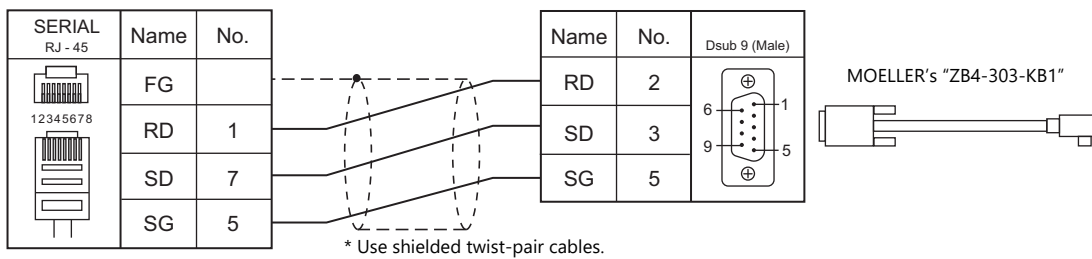 SERIAL
RJ - 45
Name
No.
12345678
FG
RD
1
SD
7
SG
5
* Use shielded twist-pair cables.
Name
No.
Dsub 9 (Male)
RD
2
SD
3
SG
5
6
1
9
5
MOELLER's "ZB4-303-KB1"